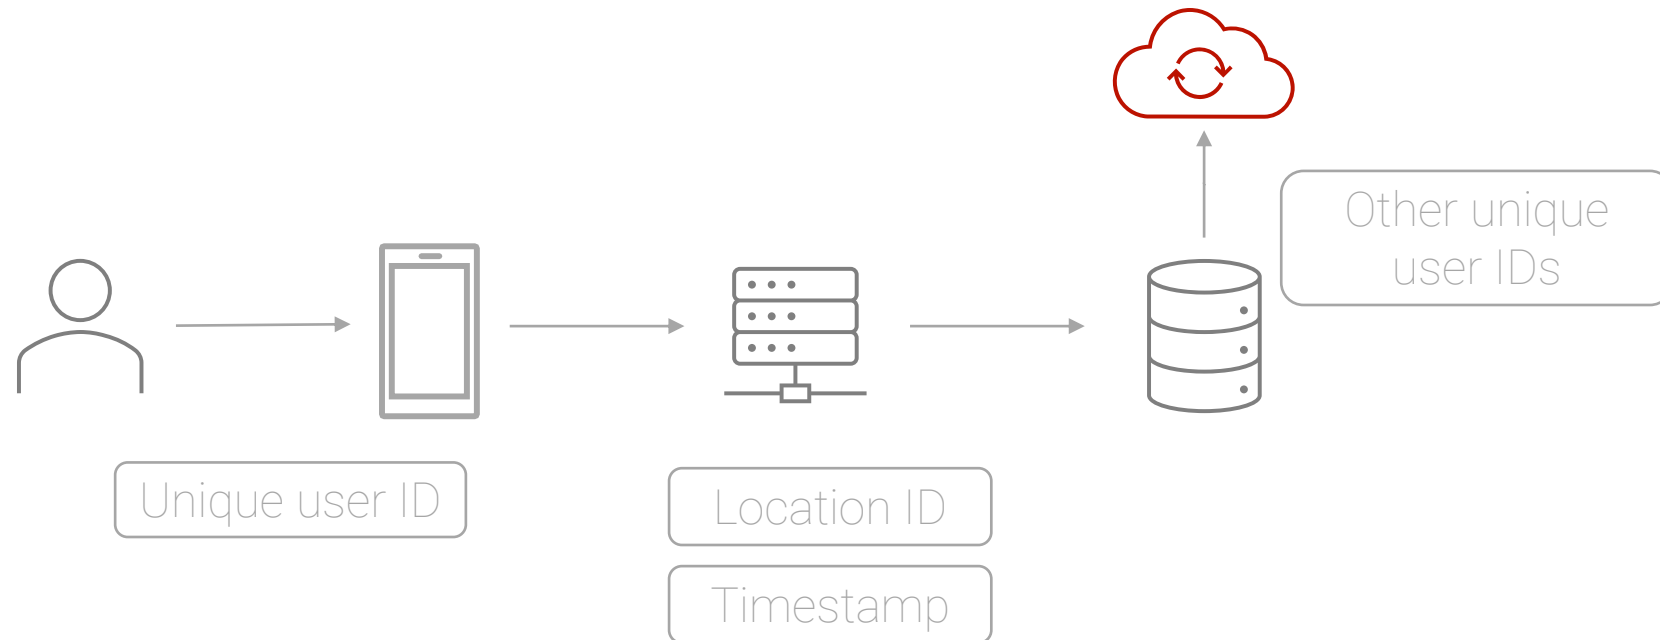 Other unique
user IDs
Unique user ID
Location ID
Timestamp